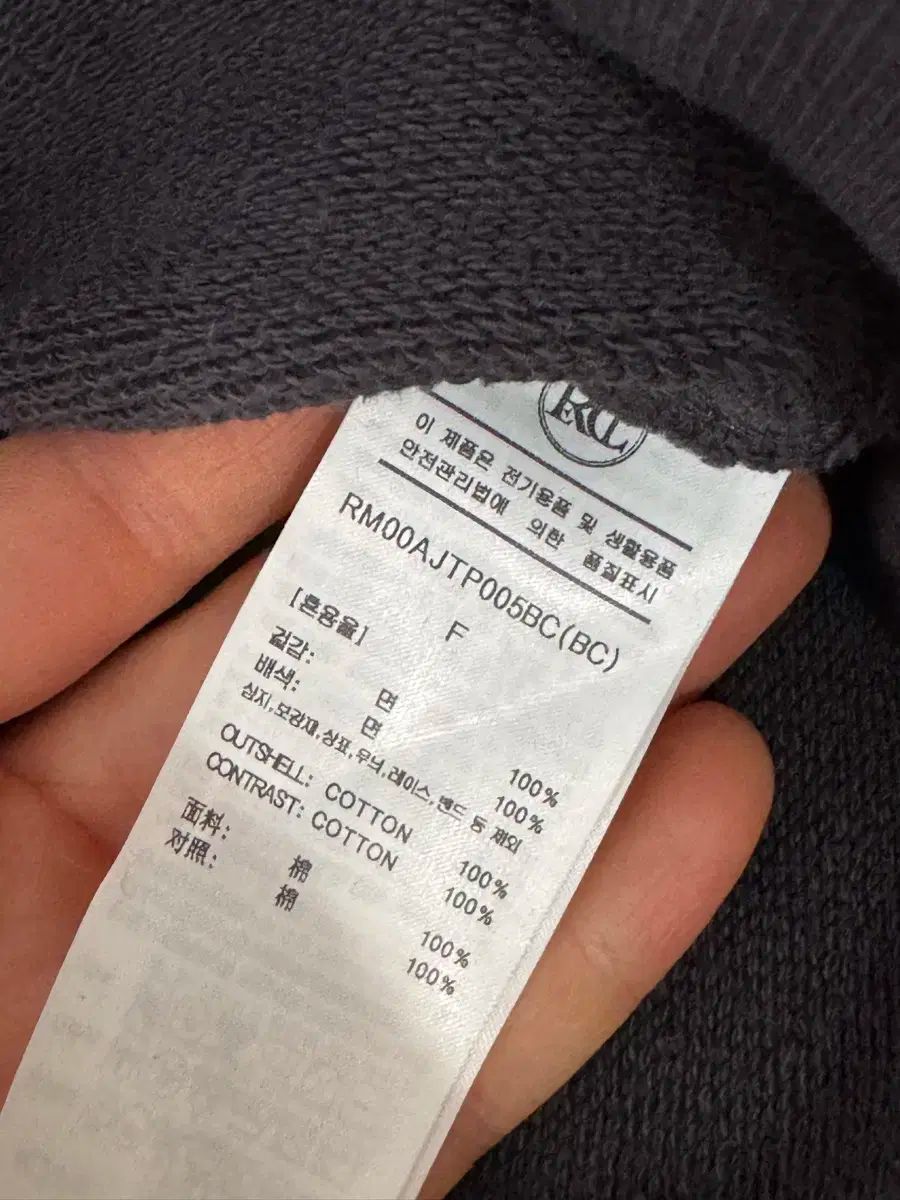 이 제품은 전기용품 및 생활용품
안전관리법에 의한 품질표시
RM00AJTP005BC(BC)
F
[혼용율]
겉감: 면 100%
배색: 면 100%
심지,보강재,상표,무늬,레이스,밴드 등 제외
OUTSHELL: COTTON 100%
CONTRAST: COTTON 100%
面料: 棉 100%
对照: 棉 100%